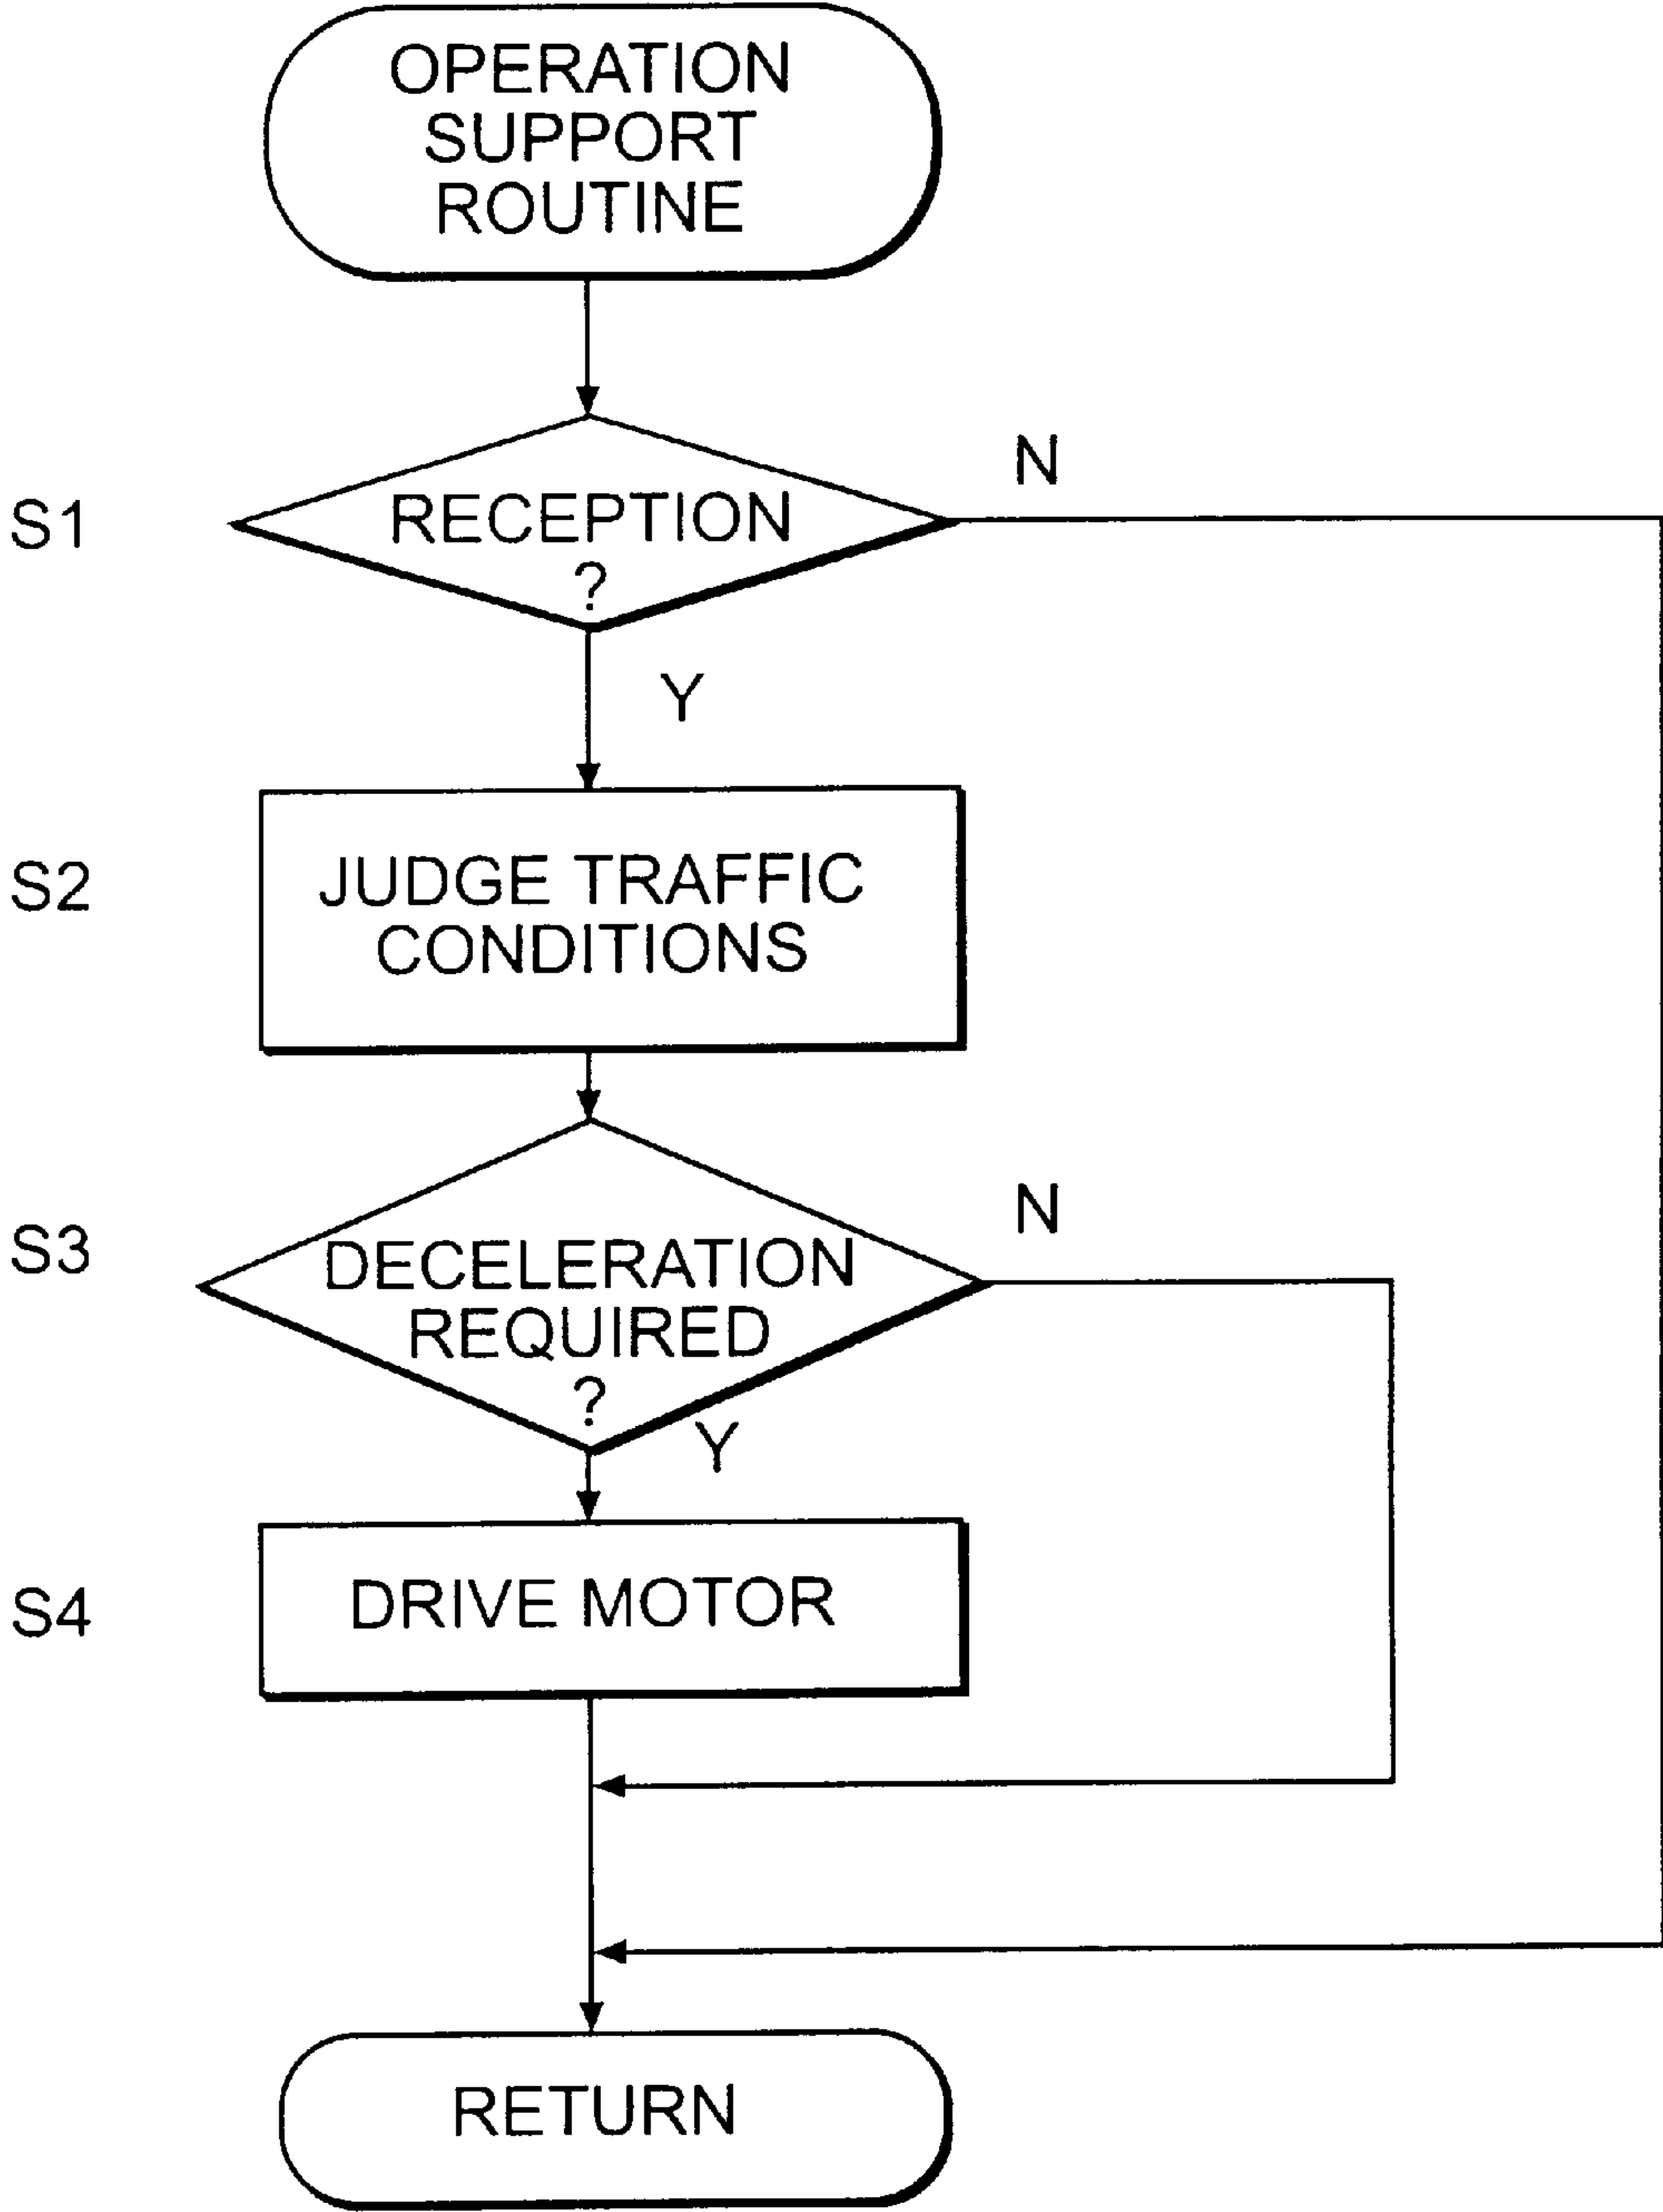 OPERATION
SUPPORT
ROUTINE
N
S1
RECEPTION
?
Y
S2
JUDGE TRAFFIC
CONDITIONS
N
S3
DECELERATION
REQUIRED
?
Y
S4
DRIVE MOTOR
RETURN